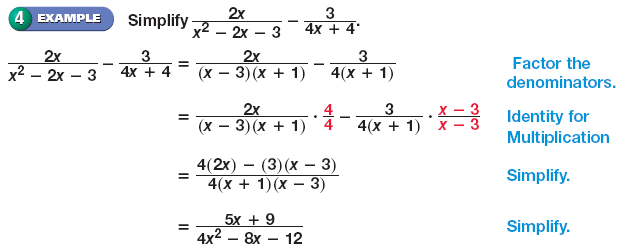 4 EXAMPLE Simplify 2x / (x² − 2x − 3) − 3 / (4x + 4).
2x / (x² − 2x − 3) − 3 / (4x + 4) = 2x / ((x − 3)(x + 1)) − 3 / (4(x + 1)) Factor the
denominators.
= 2x / ((x − 3)(x + 1)) · 4/4 − 3 / (4(x + 1)) · (x − 3) / (x − 3) Identity for
Multiplication
= (4(2x) − (3)(x − 3)) / (4(x + 1)(x − 3)) Simplify.
= (5x + 9) / (4x² − 8x − 12) Simplify.